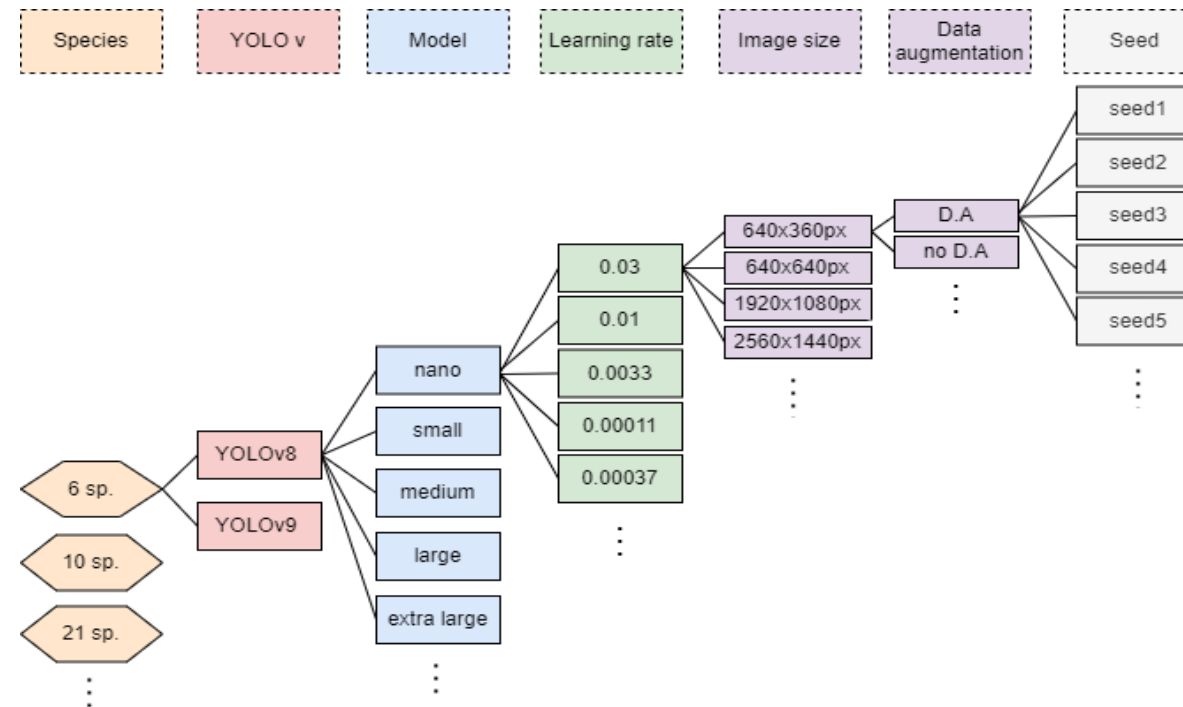 Species
YOLO v
Model
Learning rate
Image size
Data
augmentation
Seed
6 sp.
10 sp.
21 sp.
YOLOv8
YOLOv9
nano
small
medium
large
extra large
0.03
0.01
0.0033
0.00011
0.00037
640x360px
640x640px
1920x1080px
2560x1440px
D.A
no D.A
seed1
seed2
seed3
seed4
seed5